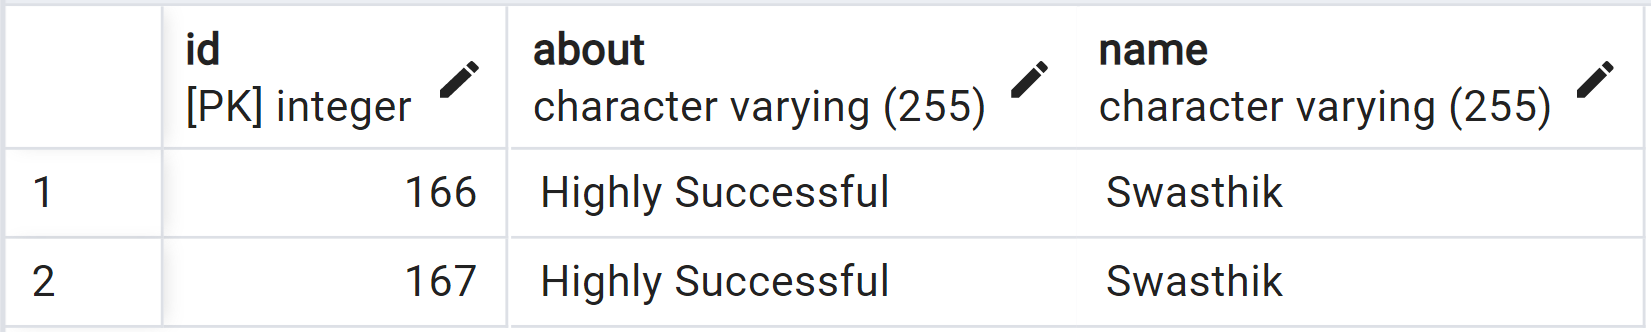 id about name
[PK] integer character varying (255) character varying (255)
1 166 Highly Successful Swasthik
2 167 Highly Successful Swasthik